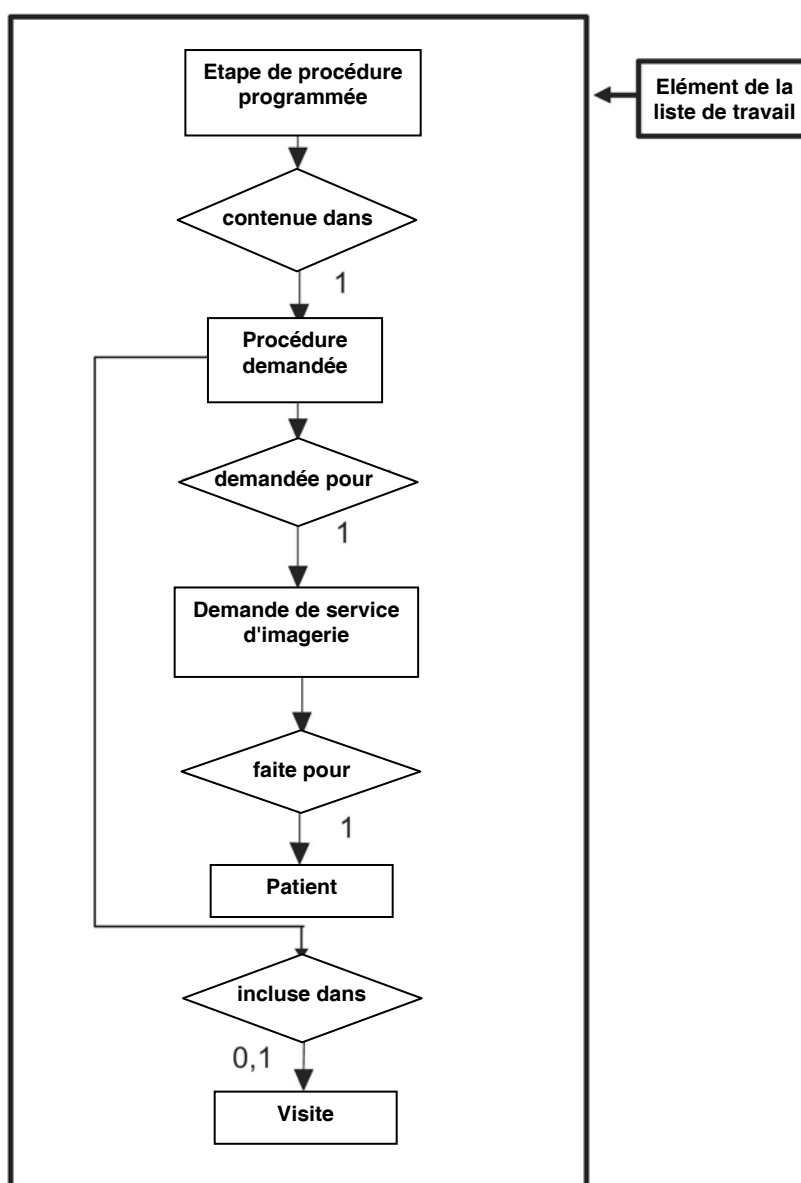 Etape de procédure
programmée
Elément de la
liste de travail
contenue dans
1
Procédure
demandée
demandée pour
1
Demande de service
d'imagerie
faite pour
1
Patient
incluse dans
0,1
Visite